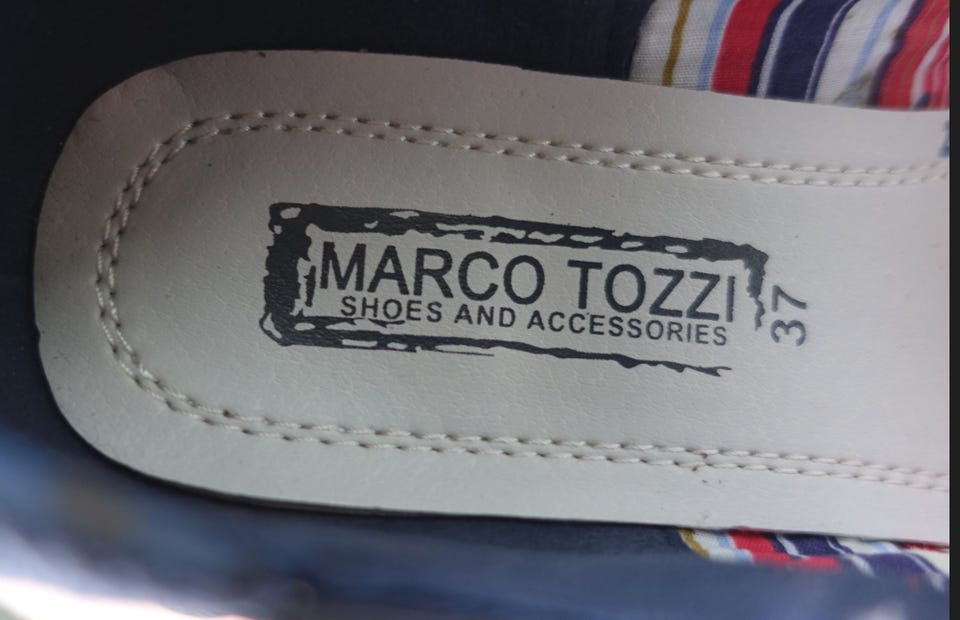 MARCO TOZZI
SHOES AND ACCESSORIES
37